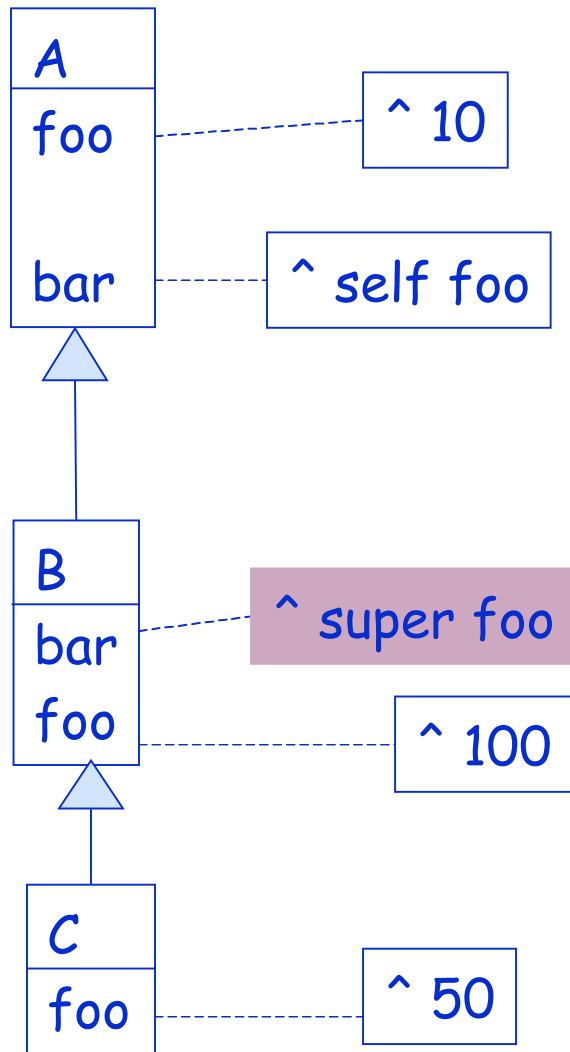 A
foo
^ 10
bar
^ self foo
B
bar
^ super foo
foo
^ 100
C
foo
^ 50